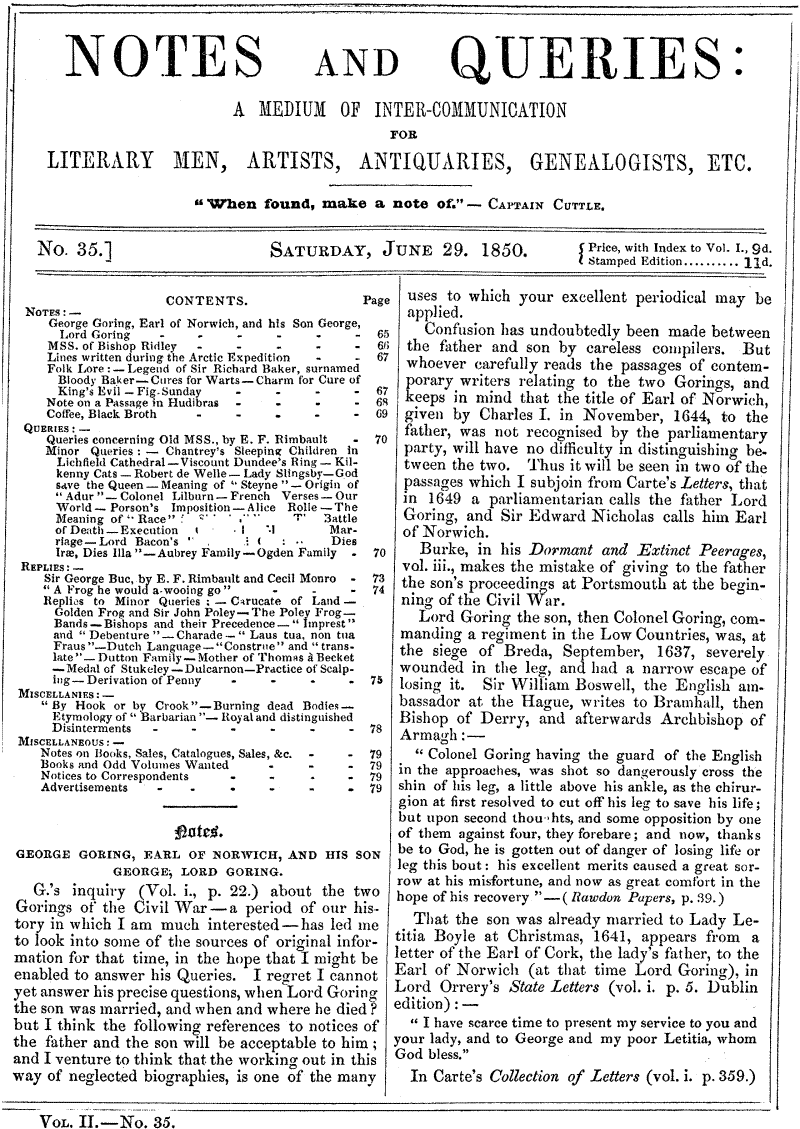 NOTES AND QUERIES:
A MEDIUM OF INTER-COMMUNICATION
FOR
LITERARY MEN, ARTISTS, ANTIQUARIES, GENEALOGISTS, ETC.
"When found, make a note of."—CAPTAIN CUTTLE.
No. 35.]
SATURDAY, JUNE 29. 1850.
{ Price, with Index to Vol. I., 9d.
Stamped Edition.......... 11d.
CONTENTS. Page
NOTES:—
George Goring, Earl of Norwich, and his Son George,
Lord Goring - - - - - - 65
MSS. of Bishop Ridley - - - - - 66
Lines written during the Arctic Expedition - - 67
Folk Lore:—Legend of Sir Richard Baker, surnamed
Bloody Baker—Cures for Warts—Charm for Cure of
King's Evil—Fig-Sunday - - - - 67
Note on a Passage in Hudibras - - - - 68
Coffee, Black Broth - - - - - 69
QUERIES:—
Queries concerning Old MSS., by E. F. Rimbault - 70
Minor Queries:—Chantrey's Sleeping Children in
Lichfield Cathedral—Viscount Dundee's Ring—Kil-
kenny Cats—Robert de Welle—Lady Slingsby—God
save the Queen—Meaning of "Steyne"—Origin of
"Adur"—Colonel Lilburn—French Verses—Our
World—Porson's Imposition—Alice Rolle—The
Meaning of "Race" Battle
of Death—Execution Mar-
riage—Lord Bacon's Dies
Iræ, Dies Illa"—Aubrey Family—Ogden Family - 70
REPLIES:—
Sir George Buc, by E. F. Rimbault and Cecil Monro - 73
"A Frog he would a-wooing go" - - - 74
Replies to Minor Queries:—Carucate of Land—
Golden Frog and Sir John Poley—The Poley Frog—
Bands—Bishops and their Precedence—"Imprest"
and "Debenture"—Charade—"Laus tua, non tua
Fraus"—Dutch Language—"Construe" and "trans-
late"—Dutton Family—Mother of Thomas à Becket
—Medal of Stukeley—Dulcarnon—Practice of Scalp-
ing—Derivation of Penny - - - - 75
MISCELLANIES:—
"By Hook or by Crook"—Burning dead Bodies—
Etymology of "Barbarian"—Royal and distinguished
Disinterments - - - - - - 78
MISCELLANEOUS:—
Notes on Books, Sales, Catalogues, Sales, &c. - - 79
Books and Odd Volumes Wanted - - - 79
Notices to Correspondents - - - - 79
Advertisements - - - - - - 79
Notes.
GEORGE GORING, EARL OF NORWICH, AND HIS SON
GEORGE, LORD GORING.
G.'s inquiry (Vol. i., p. 22.) about the two
Gorings of the Civil War—a period of our his-
tory in which I am much interested—has led me
to look into some of the sources of original infor-
mation for that time, in the hope that I might be
enabled to answer his Queries. I regret I cannot
yet answer his precise questions, when Lord Goring
the son was married, and when and where he died?
but I think the following references to notices of
the father and the son will be acceptable to him;
and I venture to think that the working out in this
way of neglected biographies, is one of the many
uses to which your excellent periodical may be
applied.
Confusion has undoubtedly been made between
the father and son by careless compilers. But
whoever carefully reads the passages of contem-
porary writers relating to the two Gorings, and
keeps in mind that the title of Earl of Norwich,
given by Charles I. in November, 1644, to the
father, was not recognised by the parliamentary
party, will have no difficulty in distinguishing be-
tween the two. Thus it will be seen in two of the
passages which I subjoin from Carte's Letters, that
in 1649 a parliamentarian calls the father Lord
Goring, and Sir Edward Nicholas calls him Earl
of Norwich.
Burke, in his Dormant and Extinct Peerages,
vol. iii., makes the mistake of giving to the father
the son's proceedings at Portsmouth at the begin-
ning of the Civil War.
Lord Goring the son, then Colonel Goring, com-
manding a regiment in the Low Countries, was, at
the siege of Breda, September, 1637, severely
wounded in the leg, and had a narrow escape of
losing it. Sir William Boswell, the English am-
bassador at the Hague, writes to Bramhall, then
Bishop of Derry, and afterwards Archbishop of
Armagh:—
"Colonel Goring having the guard of the English
in the approaches, was shot so dangerously cross the
shin of his leg, a little above his ankle, as the chirur-
gion at first resolved to cut off his leg to save his life;
but upon second thoughts, and some opposition by one
of them against four, they forebare; and now, thanks
be to God, he is gotten out of danger of losing life or
leg this bout: his excellent merits caused a great sor-
row at his misfortune, and now as great comfort in the
hope of his recovery"—(Rawdon Papers, p. 39.)
That the son was already married to Lady Le-
titia Boyle at Christmas, 1641, appears from a
letter of the Earl of Cork, the lady's father, to the
Earl of Norwich (at that time Lord Goring), in
Lord Orrery's State Letters (vol. i. p. 5. Dublin
edition):—
"I have scarce time to present my service to you and
your lady, and to George and my poor Letitia, whom
God bless."
In Carte's Collection of Letters (vol. i. p. 359.)
VOL. II.—No. 35.